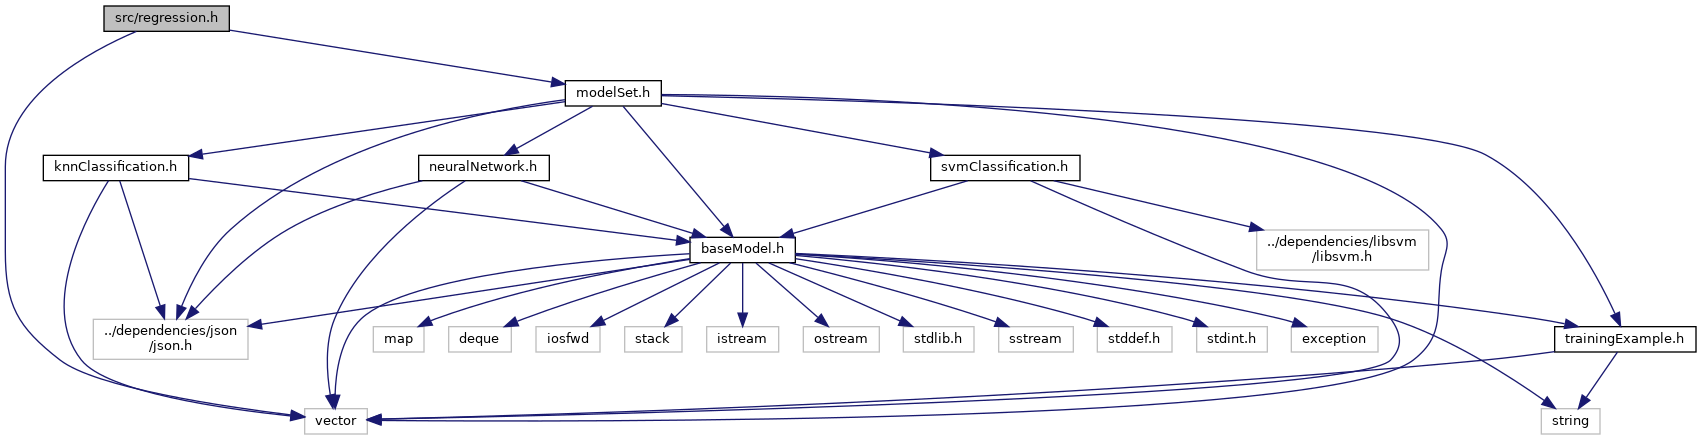 src/regression.h
modelSet.h
knnClassification.h
neuralNetwork.h
svmClassification.h
baseModel.h
../dependencies/libsvm
/libsvm.h
../dependencies/json
/json.h
map
deque
iosfwd
stack
istream
ostream
stdlib.h
sstream
stddef.h
stdint.h
exception
trainingExample.h
vector
string